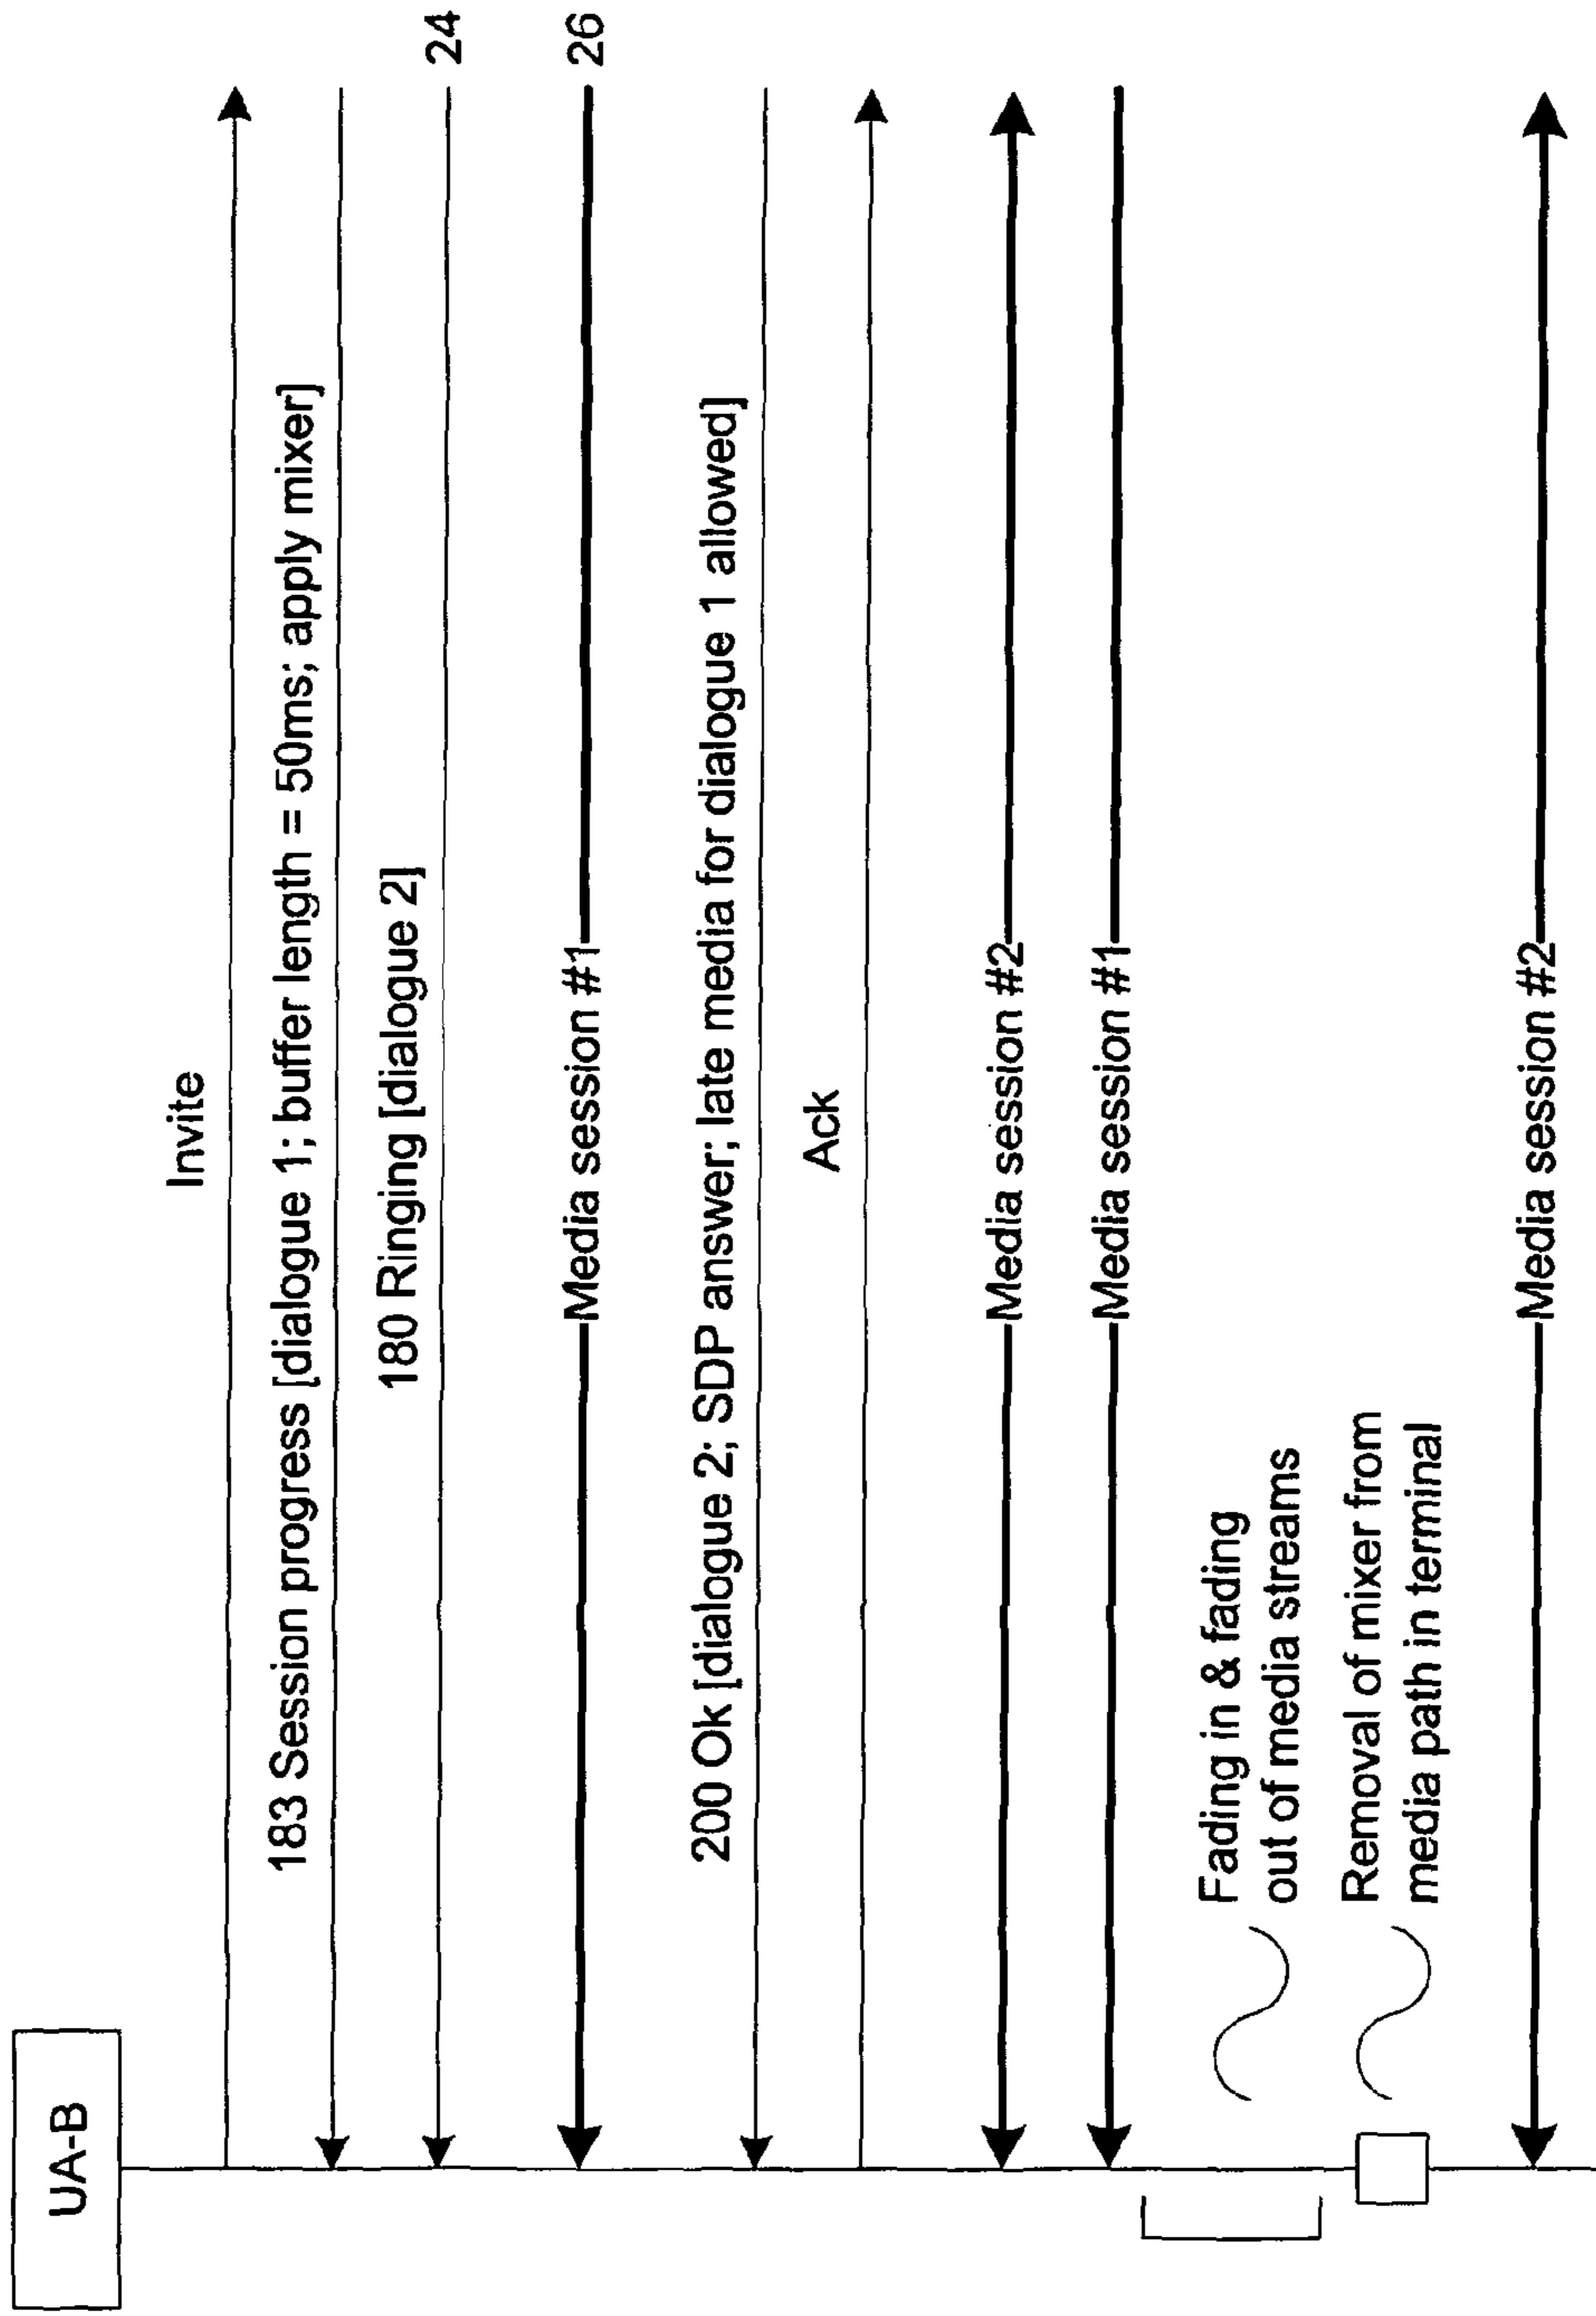 UA-B
Invite
183 Session progress [dialogue 1; buffer length = 50ms; apply mixer]
180 Ringing [dialogue 2]
24
Media session #1
26
200 Ok [dialogue 2; SDP answer; late media for dialogue 1 allowed]
Ack
Media session #2
Media session #1
Fading in & fading
out of media streams
Removal of mixer from
media path in terminal
Media session #2